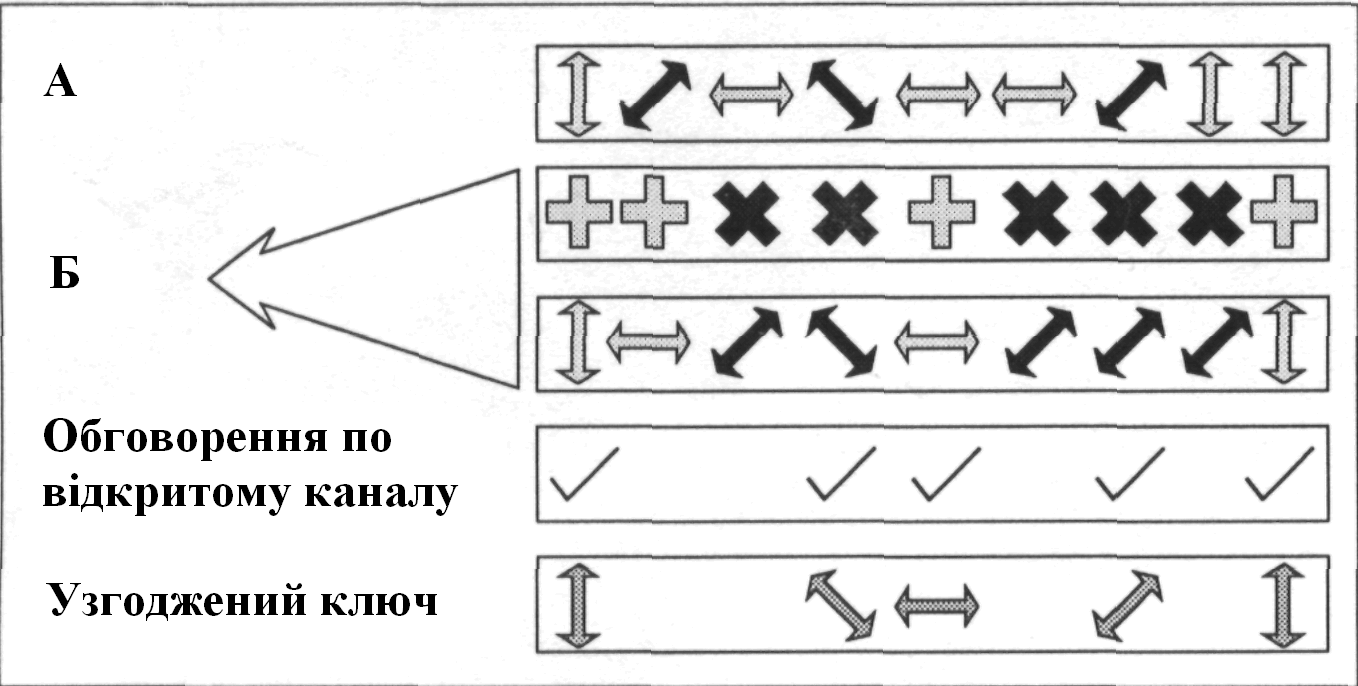 А
Б
Обговорення по
відкритому каналу
Узгоджений ключ